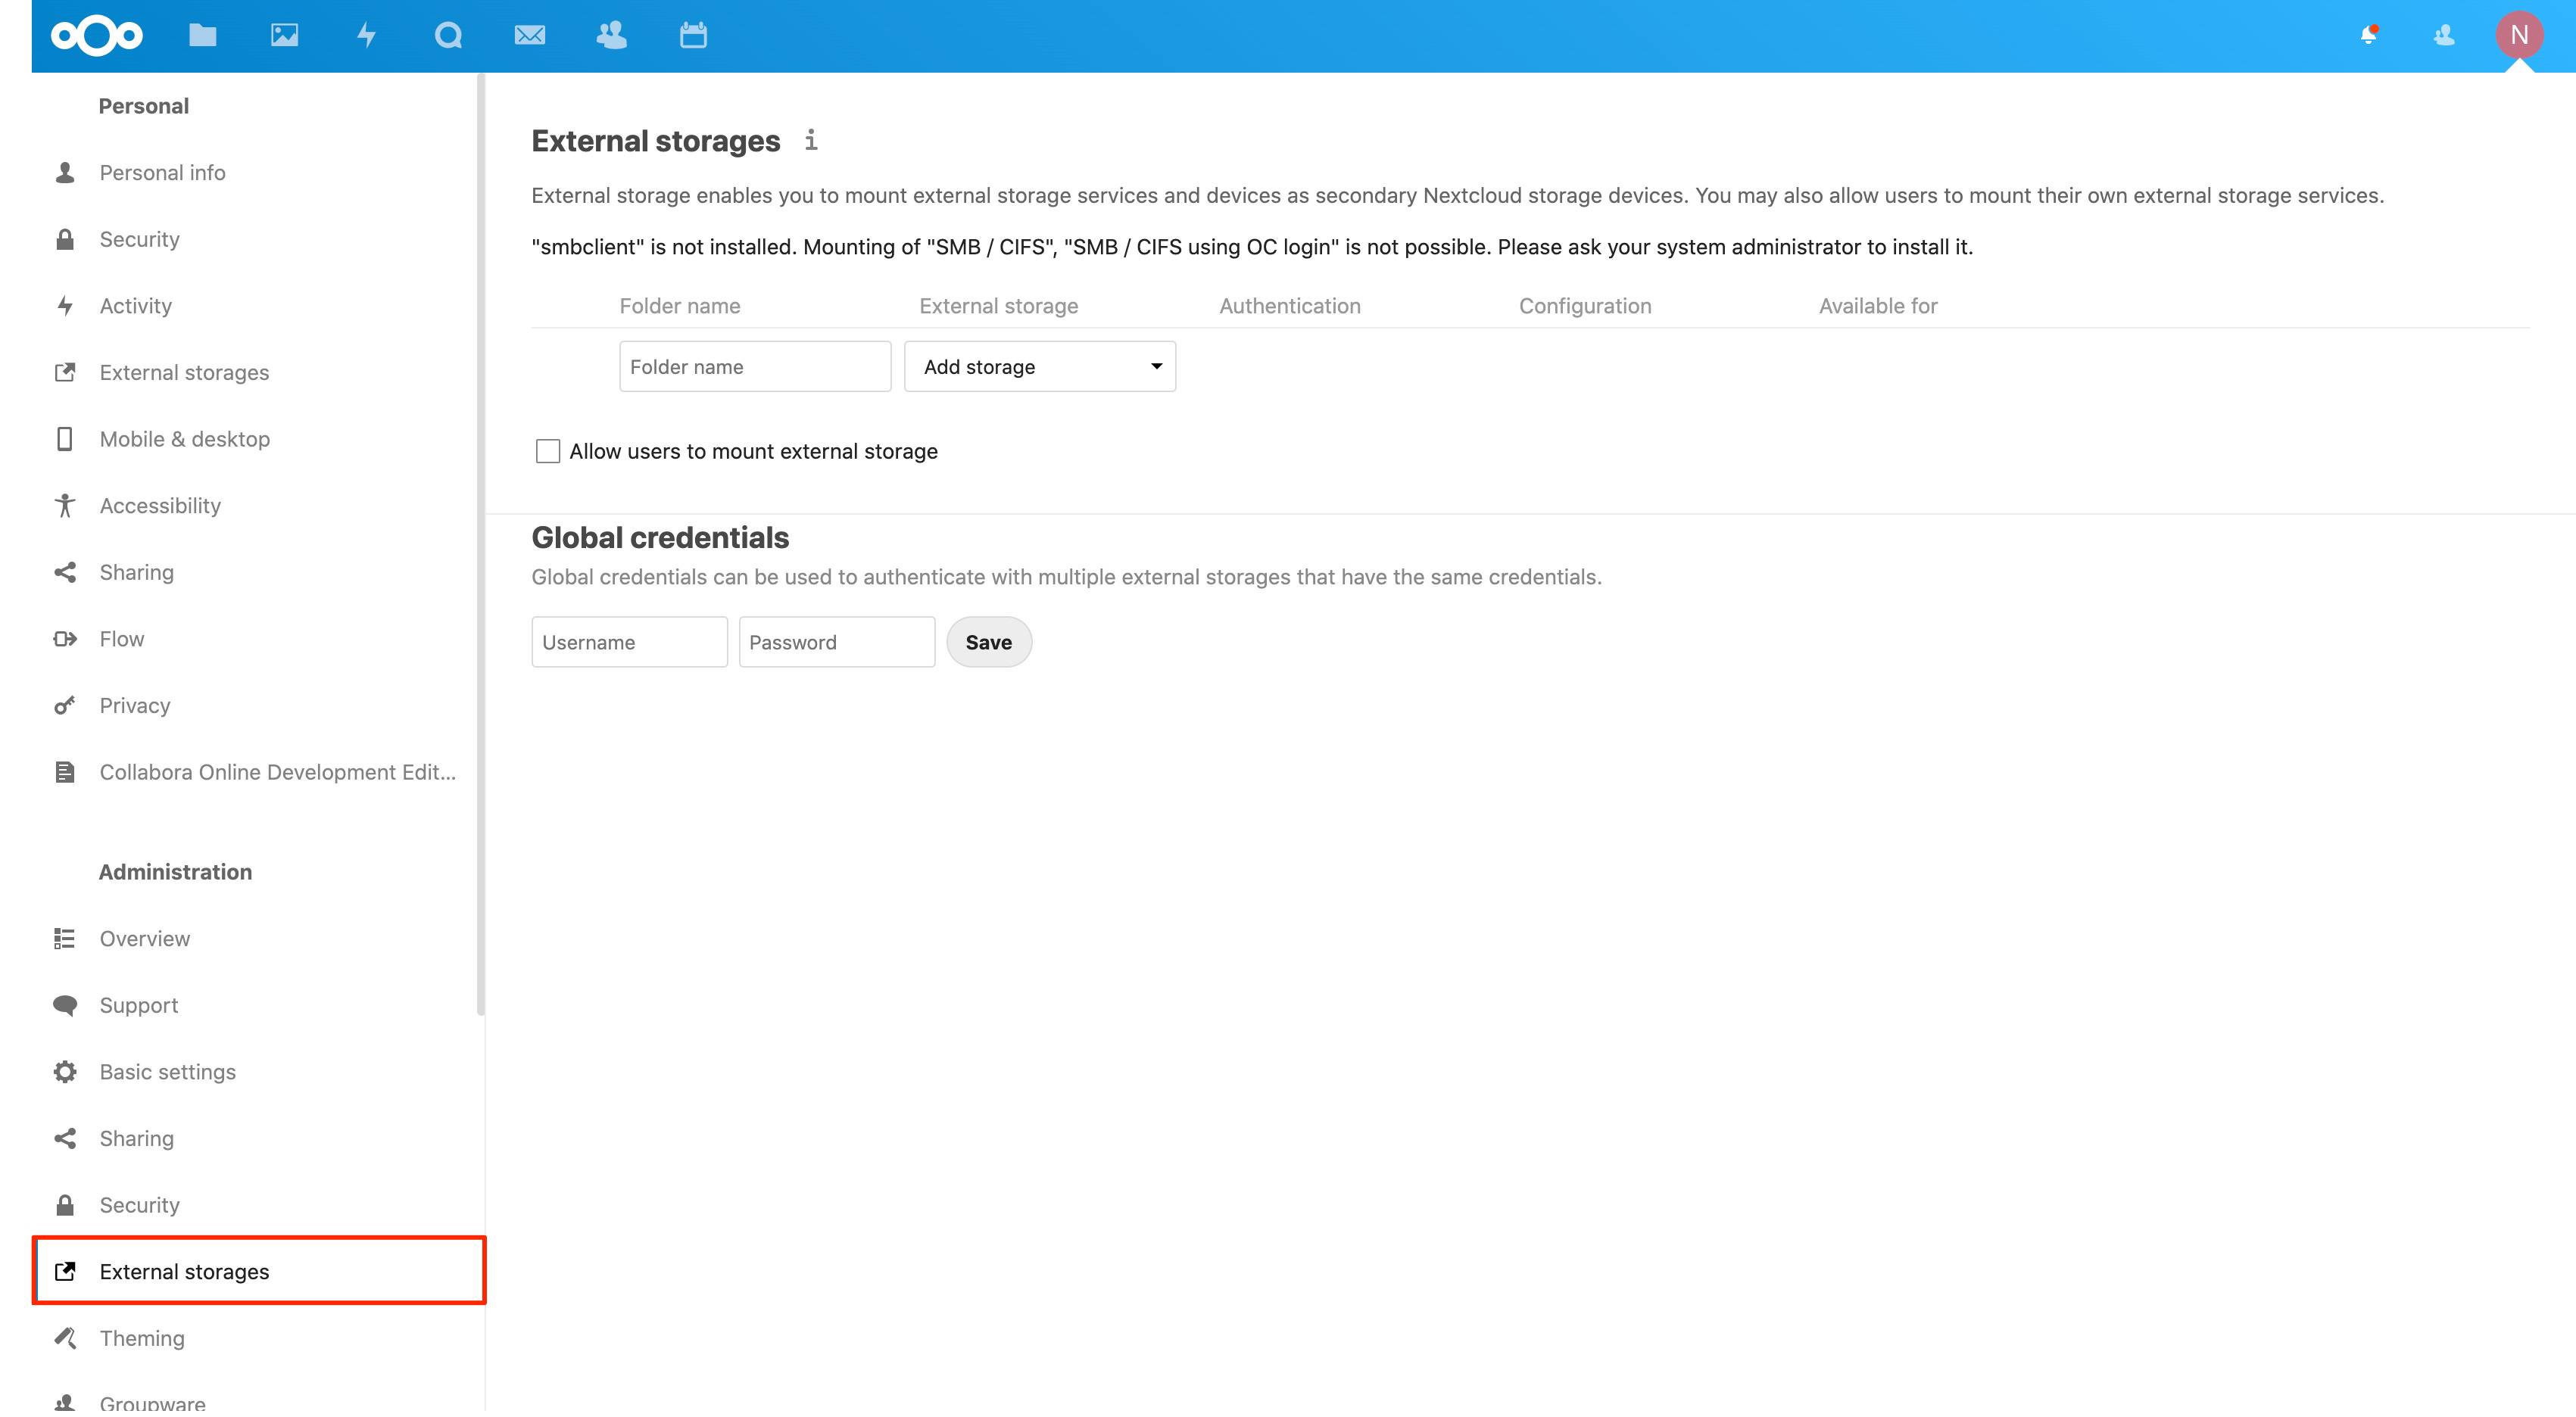 N
Personal
Personal info
Security
Activity
External storages
Mobile & desktop
Accessibility
Sharing
Flow
Privacy
Collabora Online Development Edit...
Administration
Overview
Support
Basic settings
Sharing
Security
External storages
Theming
Groupware
External storages i
External storage enables you to mount external storage services and devices as secondary Nextcloud storage devices. You may also allow users to mount their own external storage services.
"smbclient" is not installed. Mounting of "SMB / CIFS", "SMB / CIFS using OC login" is not possible. Please ask your system administrator to install it.
Folder name External storage Authentication Configuration Available for
Folder name Add storage
Allow users to mount external storage
Global credentials
Global credentials can be used to authenticate with multiple external storages that have the same credentials.
Username Password Save